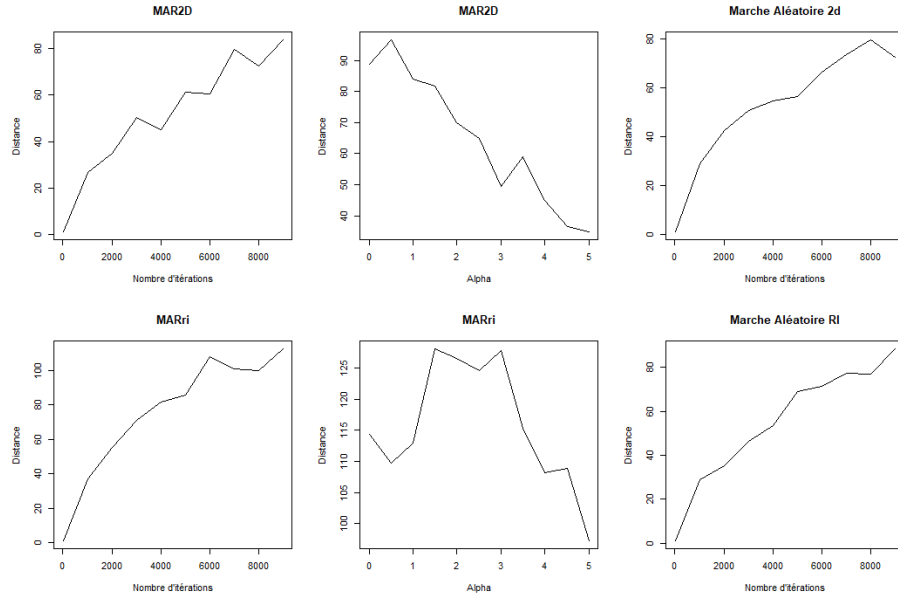 MAR2D
Distance
80
60
40
20
0
0 2000 4000 6000 8000
Nombre d'itérations
MAR2D
Distance
90
80
70
60
50
40
0 1 2 3 4 5
Alpha
Marche Aléatoire 2d
Distance
80
60
40
20
0
0 2000 4000 6000 8000
Nombre d'itérations
MARri
Distance
100
80
60
40
20
0
0 2000 4000 6000 8000
Nombre d'itérations
MARri
Distance
125
120
115
110
105
100
0 1 2 3 4 5
Alpha
Marche Aléatoire RI
Distance
80
60
40
20
0
0 2000 4000 6000 8000
Nombre d'itérations